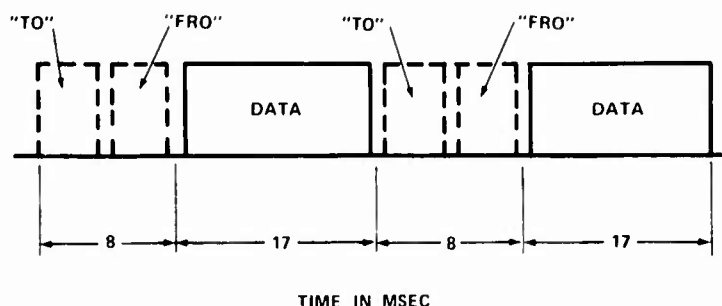 "TO" "FRO" "TO" "FRO"
DATA DATA
8 17 8 17
TIME IN MSEC